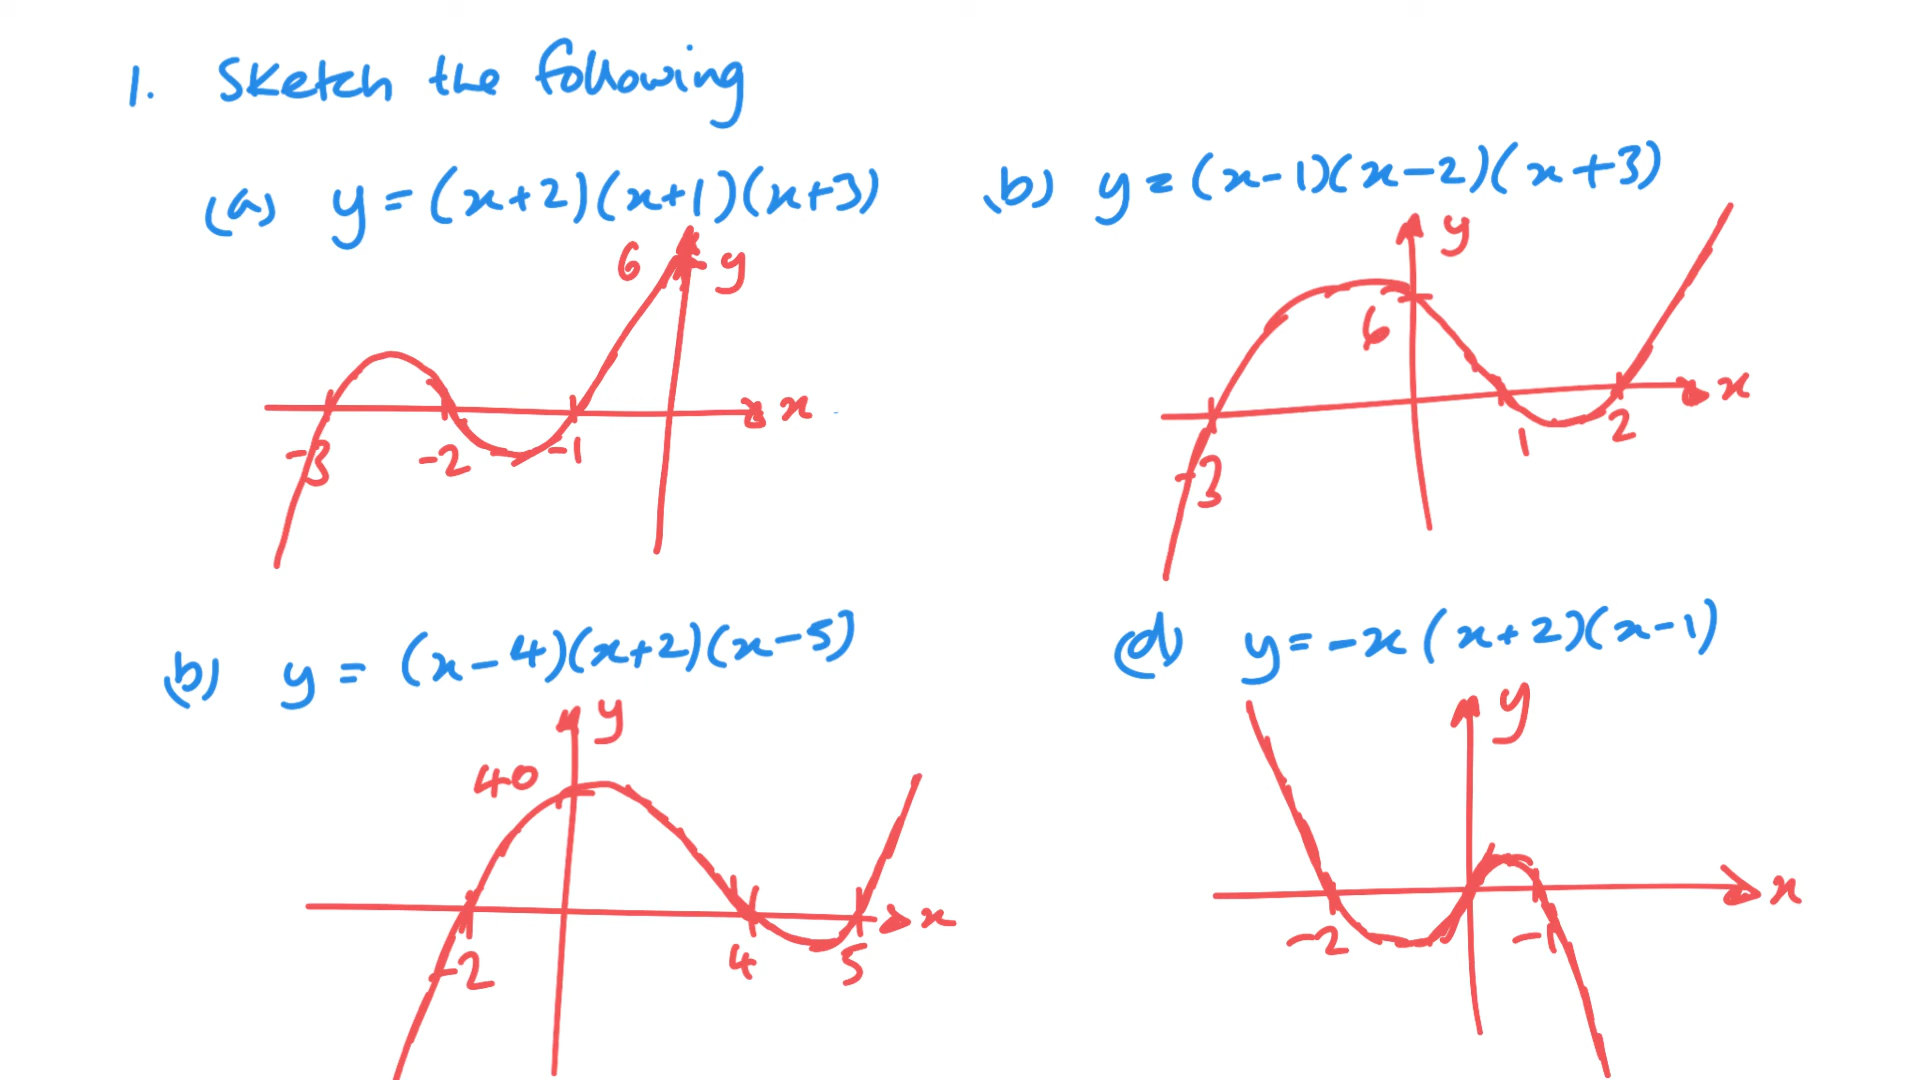 1. Sketch the following
(a) y = (x+2)(x+1)(x+3)
6 y
x
-3 -2 -1
(b) y = (x-1)(x-2)(x+3)
y
6
x
-3 1 2
(b) y = (x-4)(x+2)(x-5)
y
40
x
-2 4 5
(d) y = -x(x+2)(x-1)
y
x
-2 -1